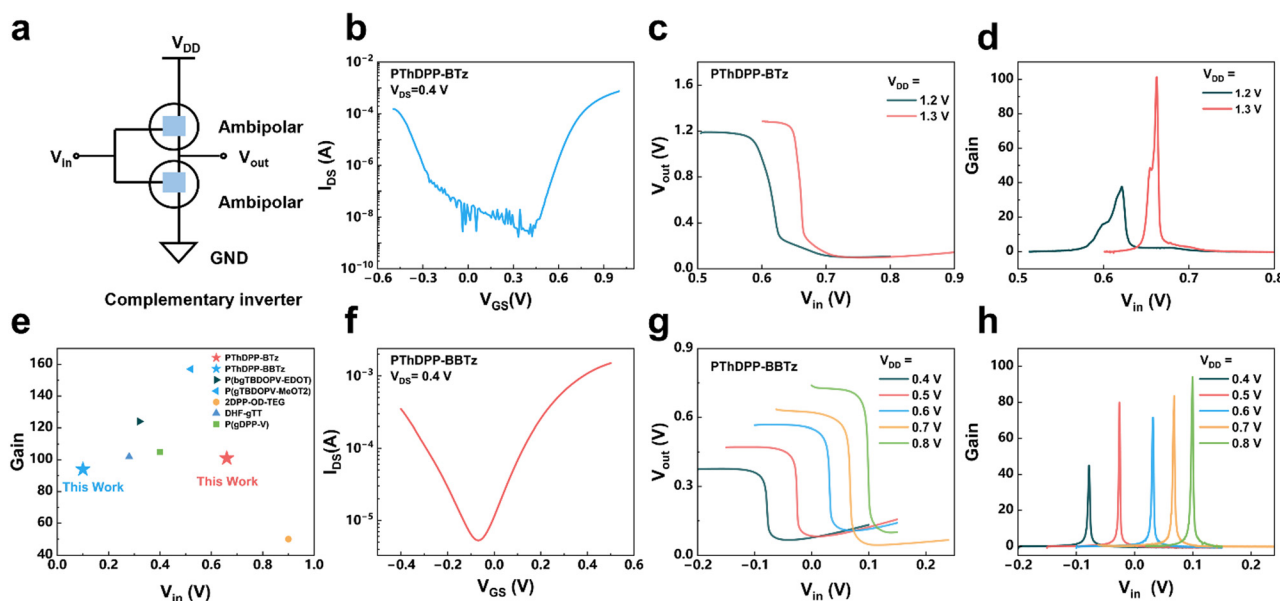 a
V_DD
V_in
V_out
Ambipolar
Ambipolar
GND
Complementary inverter
b
PThDPP-BTz
V_DS=0.4 V
I_DS (A)
10⁻²
10⁻⁴
10⁻⁶
10⁻⁸
10⁻¹⁰
−0.6 −0.3 0.0 0.3 0.6 0.9
V_GS(V)
c
PThDPP-BTz
V_DD =
1.2 V
1.3 V
V_out (V)
1.6
1.2
0.8
0.4
0.0
0.5 0.6 0.7 0.8 0.9
V_in (V)
d
V_DD =
1.2 V
1.3 V
Gain
100
80
60
40
20
0
0.5 0.6 0.7 0.8
V_in (V)
e
PThDPP-BTz
PThDPP-BBTz
P(bgTBDOPV-EDOT)
P(gTBDOPV-MeOT2)
2DPP-OD-TEG
DHF-gTT
P(gDPP-V)
This Work
This Work
Gain
160
140
120
100
80
60
40
0.0 0.2 0.4 0.6 0.8 1.0
V_in (V)
f
PThDPP-BBTz
V_DS= 0.4 V
I_DS(A)
10⁻³
10⁻⁴
10⁻⁵
−0.4 −0.2 0.0 0.2 0.4 0.6
V_GS (V)
g
PThDPP-BBTz
V_DD =
0.4 V
0.5 V
0.6 V
0.7 V
0.8 V
V_out (V)
0.9
0.6
0.3
0.0
−0.2 −0.1 0.0 0.1 0.2
V_in (V)
h
V_DD =
0.4 V
0.5 V
0.6 V
0.7 V
0.8 V
Gain
100
80
60
40
20
0
−0.2 −0.1 0.0 0.1 0.2
V_in (V)